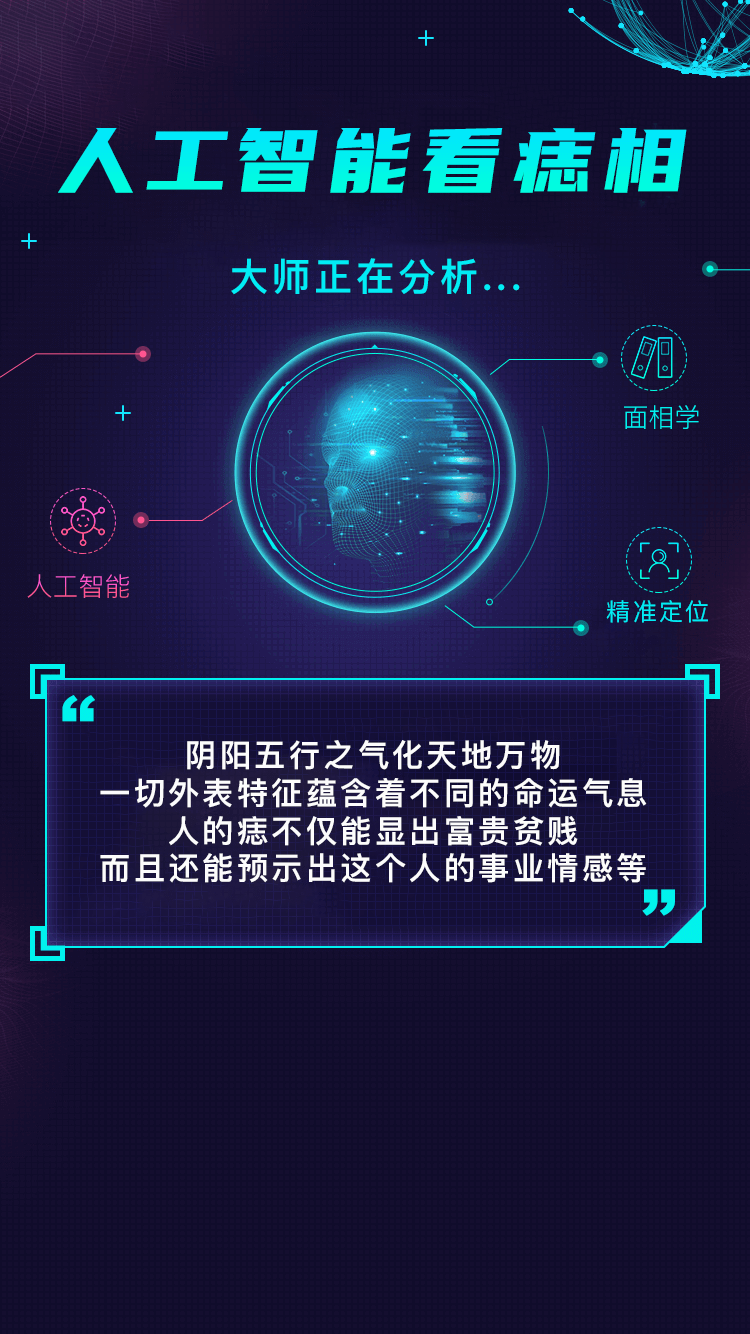 人工智能看痣相
大师正在分析...
面相学
人工智能
精准定位
“
阴阳五行之气化天地万物
一切外表特征蕴含着不同的命运气息
人的痣不仅能显出富贵贫贱
而且还能预示出这个人的事业情感等
”